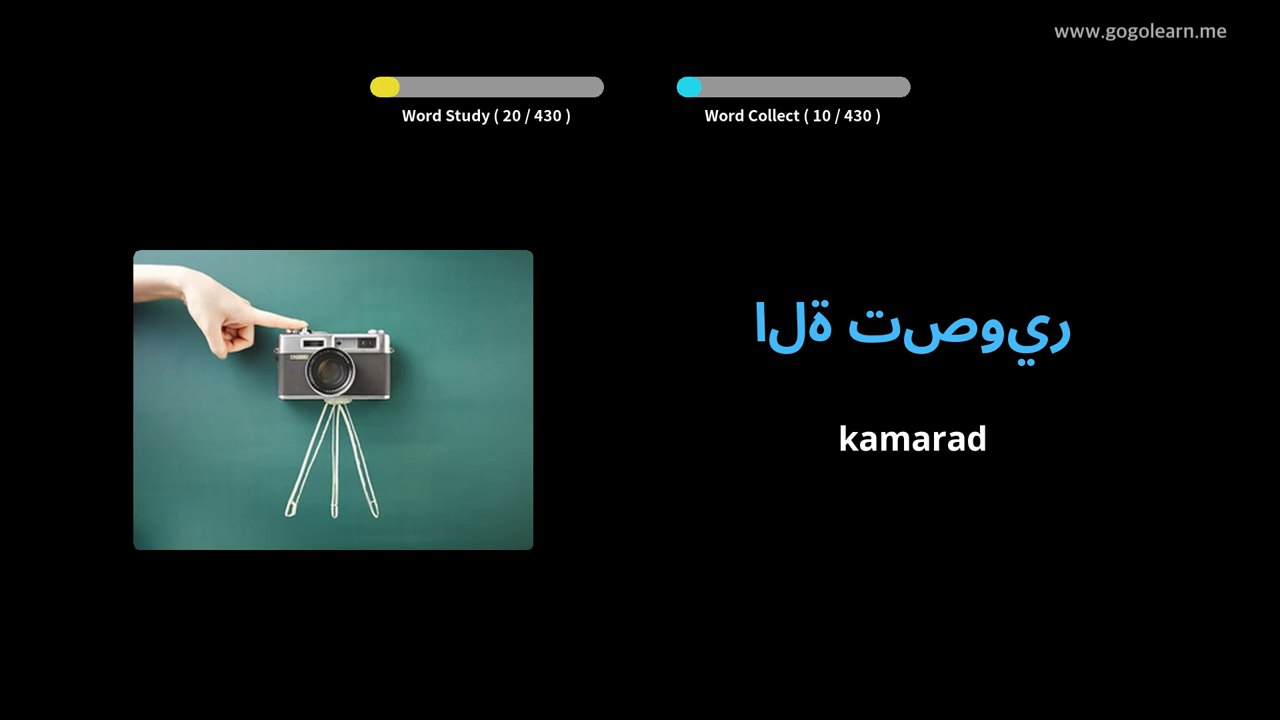 www.gogolearn.me
Word Study ( 20 / 430 )
Word Collect ( 10 / 430 )
الة تصوير
kamarad